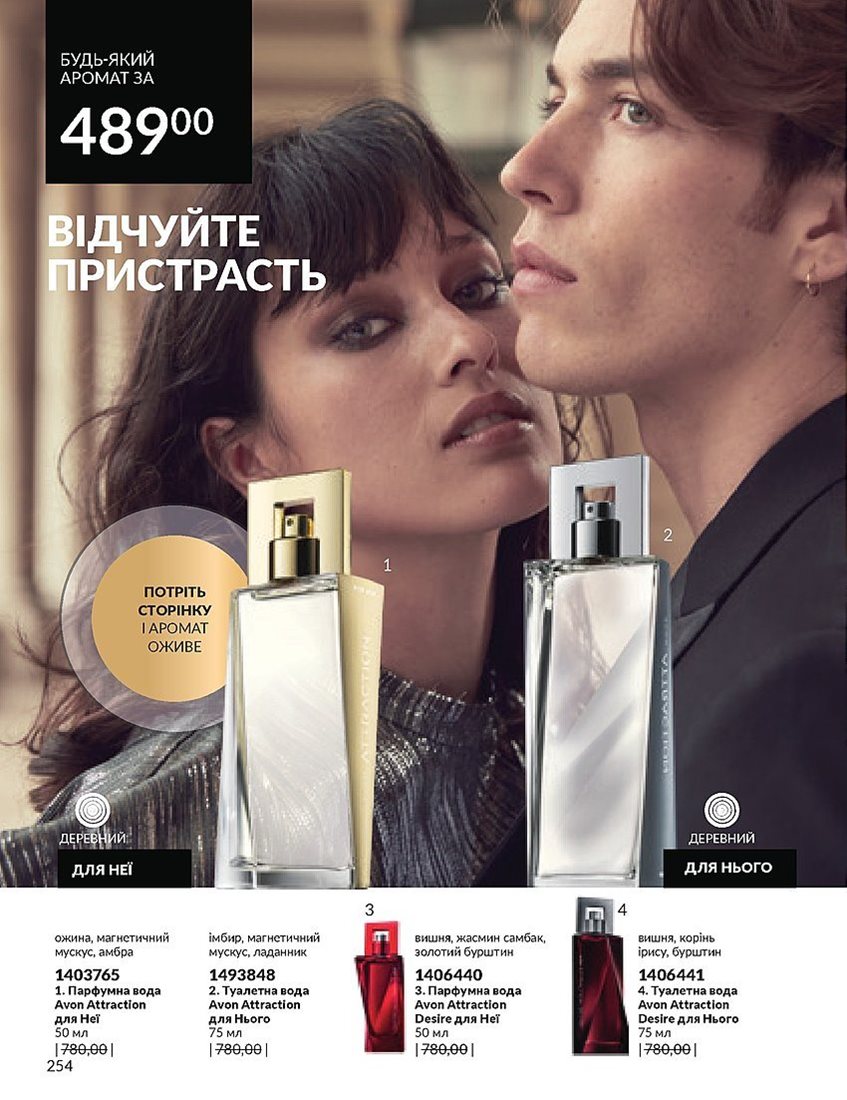 БУДЬ-ЯКИЙ
АРОМАТ ЗА
489⁰⁰
ВІДЧУЙТЕ
ПРИСТРАСТЬ
1
2
ПОТРІТЬ
СТОРІНКУ
І АРОМАТ
ОЖИВЕ
ATTRACTION
ATTRACTION
ДЕРЕВНИЙ
ДЛЯ НЕЇ
ДЕРЕВНИЙ
ДЛЯ НЬОГО
ожина, магнетичний
мускус, амбра
1403765
1. Парфумна вода
Avon Attraction
для Неї
50 мл
|780,00|
імбир, магнетичний
мускус, ладанник
1493848
2. Туалетна вода
Avon Attraction
для Нього
75 мл
|780,00|
3
вишня, жасмин самбак,
золотий бурштин
1406440
3. Парфумна вода
Avon Attraction
Desire для Неї
50 мл
|780,00|
4
вишня, корінь
ірису, бурштин
1406441
4. Туалетна вода
Avon Attraction
Desire для Нього
75 мл
|780,00|
254